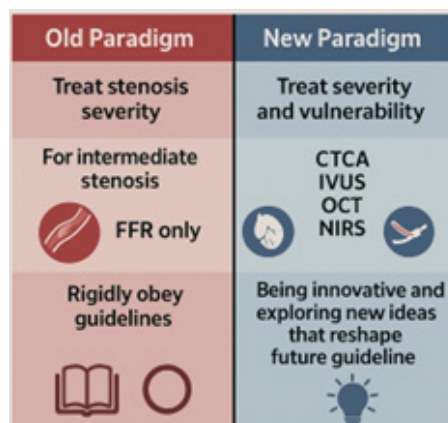 Old Paradigm
New Paradigm
Treat stenosis
severity
Treat severity
and vulnerability
For intermediate
stenosis
FFR only
CTCA
IVUS
OCT
NIRS
Rigidly obey
guidelines
Being innovative and
exploring new ideas
that reshape
future guideline